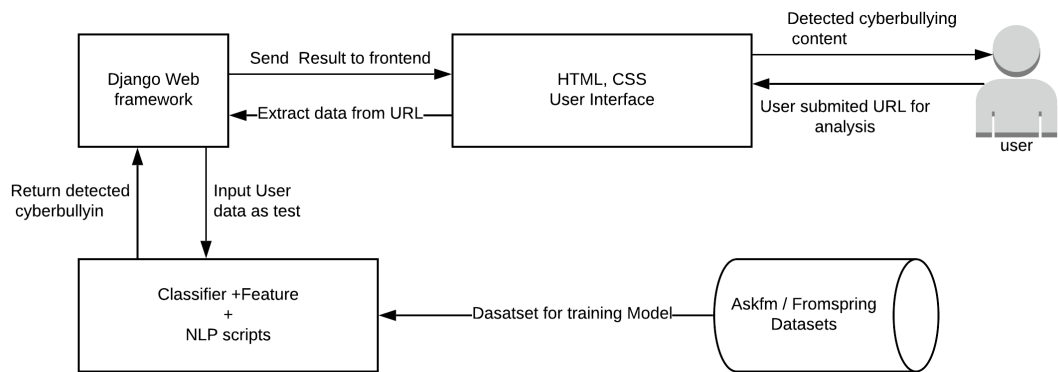 Detected cyberbullying
content
Send Result to frontend
Django Web
framework
HTML, CSS
User Interface
Extract data from URL
User submited URL for
analysis
user
Return detected
cyberbullyin
Input User
data as test
Classifier +Feature
+
NLP scripts
Dasatset for training Model
Askfm / Fromspring
Datasets